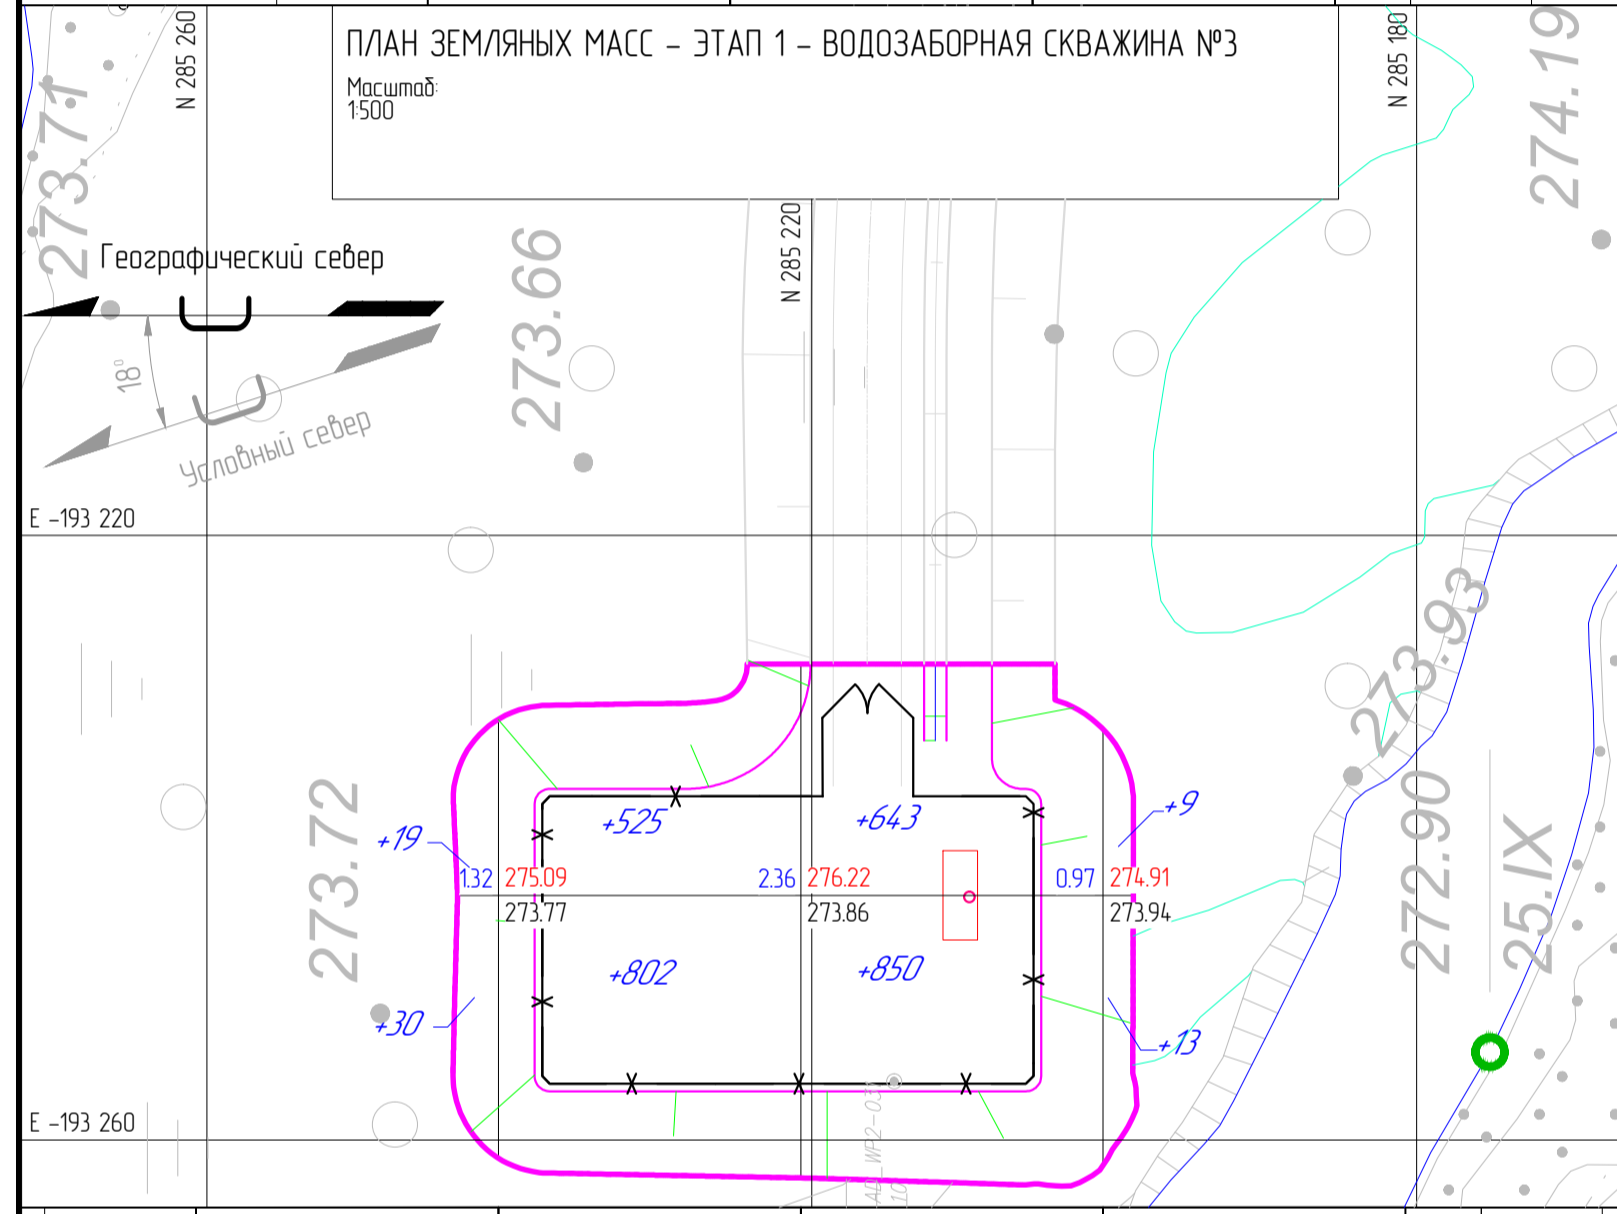 ПЛАН ЗЕМЛЯНЫХ МАСС – ЭТАП 1 – ВОДОЗАБОРНАЯ СКВАЖИНА №3
Масштаб:
1:500
N 285 260
N 285 220
N 285 180
273.71
274.19
273.66
Географический север
18°
Условный север
E -193 220
273.93
273.72
272.90
25.IX
+525
+643
+9
+19
1.32
275.09
273.77
2.36
276.22
273.86
0.97
274.91
273.94
+802
+850
+30
+13
E -193 260